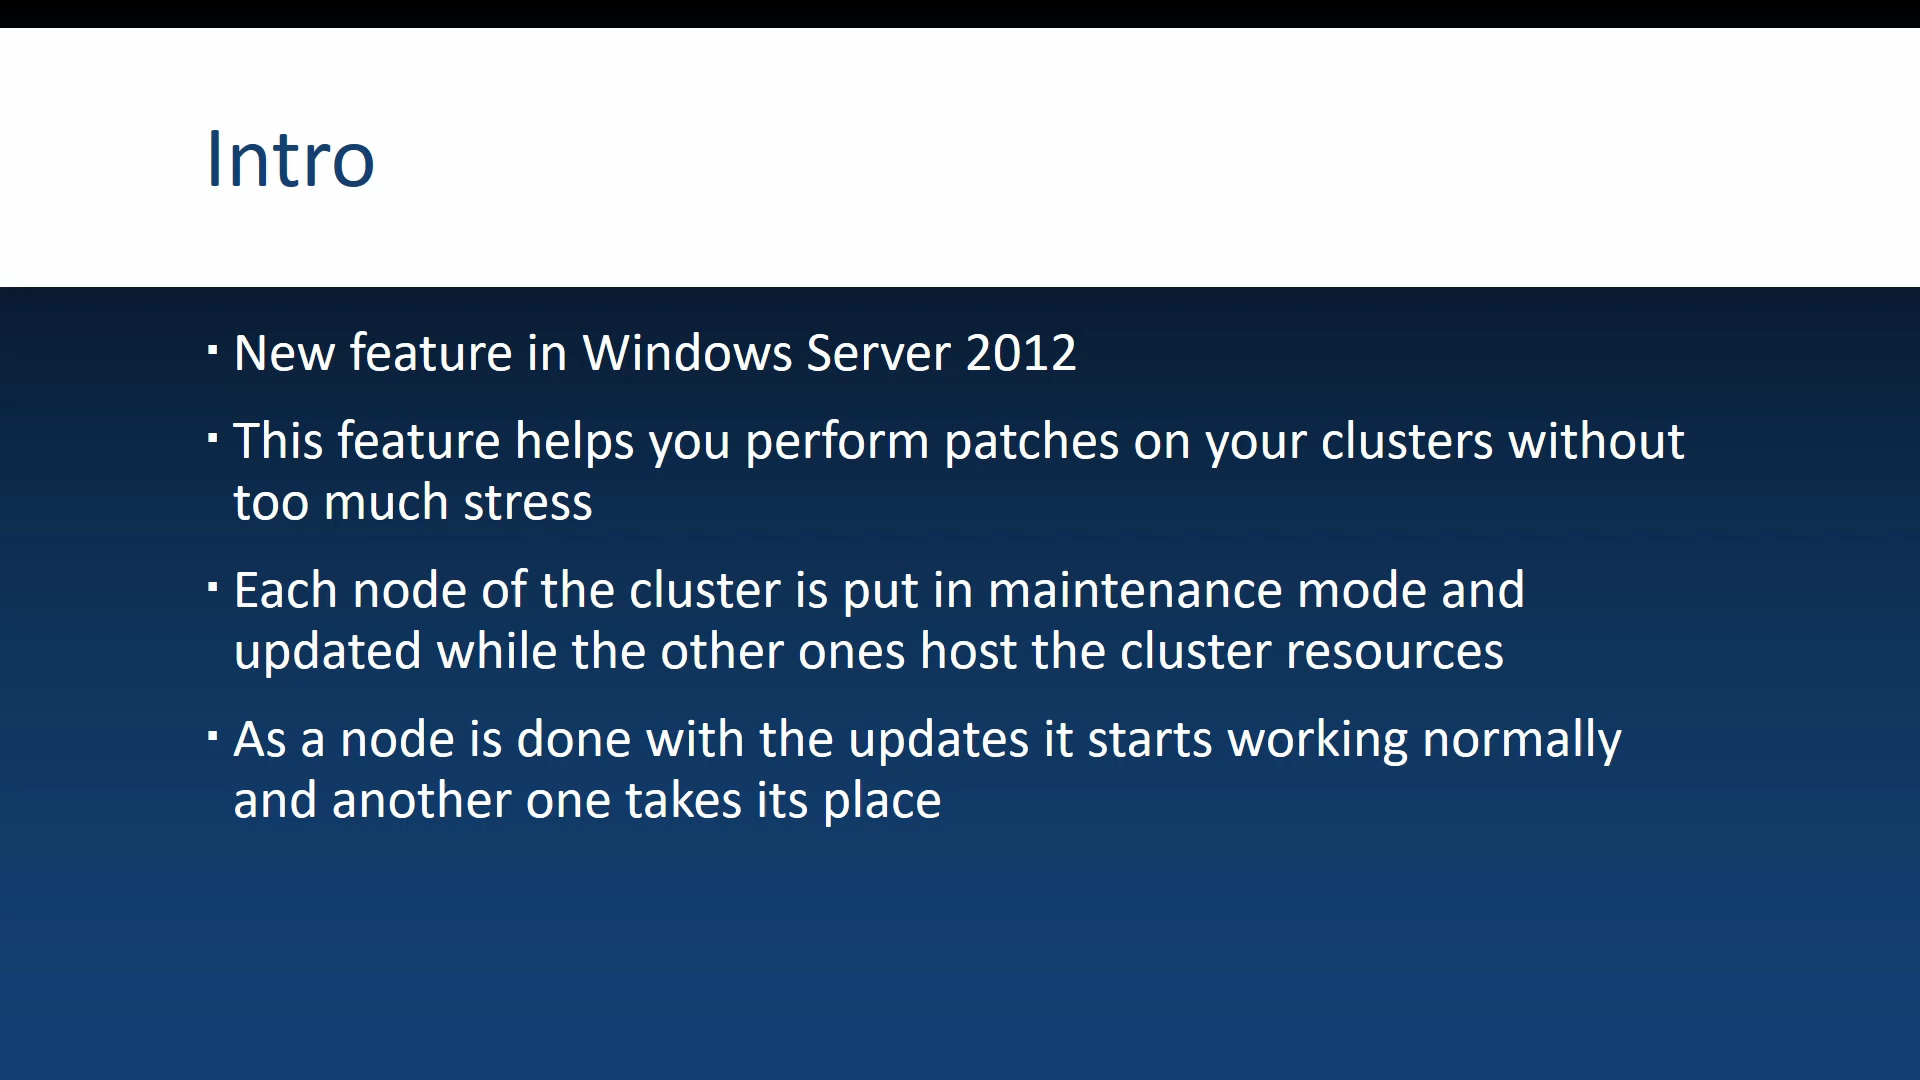 Intro
▪ New feature in Windows Server 2012
▪ This feature helps you perform patches on your clusters without
too much stress
▪ Each node of the cluster is put in maintenance mode and
updated while the other ones host the cluster resources
▪ As a node is done with the updates it starts working normally
and another one takes its place